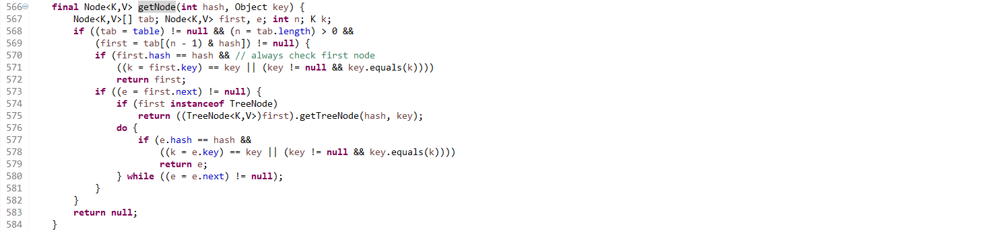 566 final Node<K,V> getNode(int hash, Object key) {
567 Node<K,V>[] tab; Node<K,V> first, e; int n; K k;
568 if ((tab = table) != null && (n = tab.length) > 0 &&
569 (first = tab[(n - 1) & hash]) != null) {
570 if (first.hash == hash && // always check first node
571 ((k = first.key) == key || (key != null && key.equals(k))))
572 return first;
573 if ((e = first.next) != null) {
574 if (first instanceof TreeNode)
575 return ((TreeNode<K,V>)first).getTreeNode(hash, key);
576 do {
577 if (e.hash == hash &&
578 ((k = e.key) == key || (key != null && key.equals(k))))
579 return e;
580 } while ((e = e.next) != null);
581 }
582 }
583 return null;
584 }